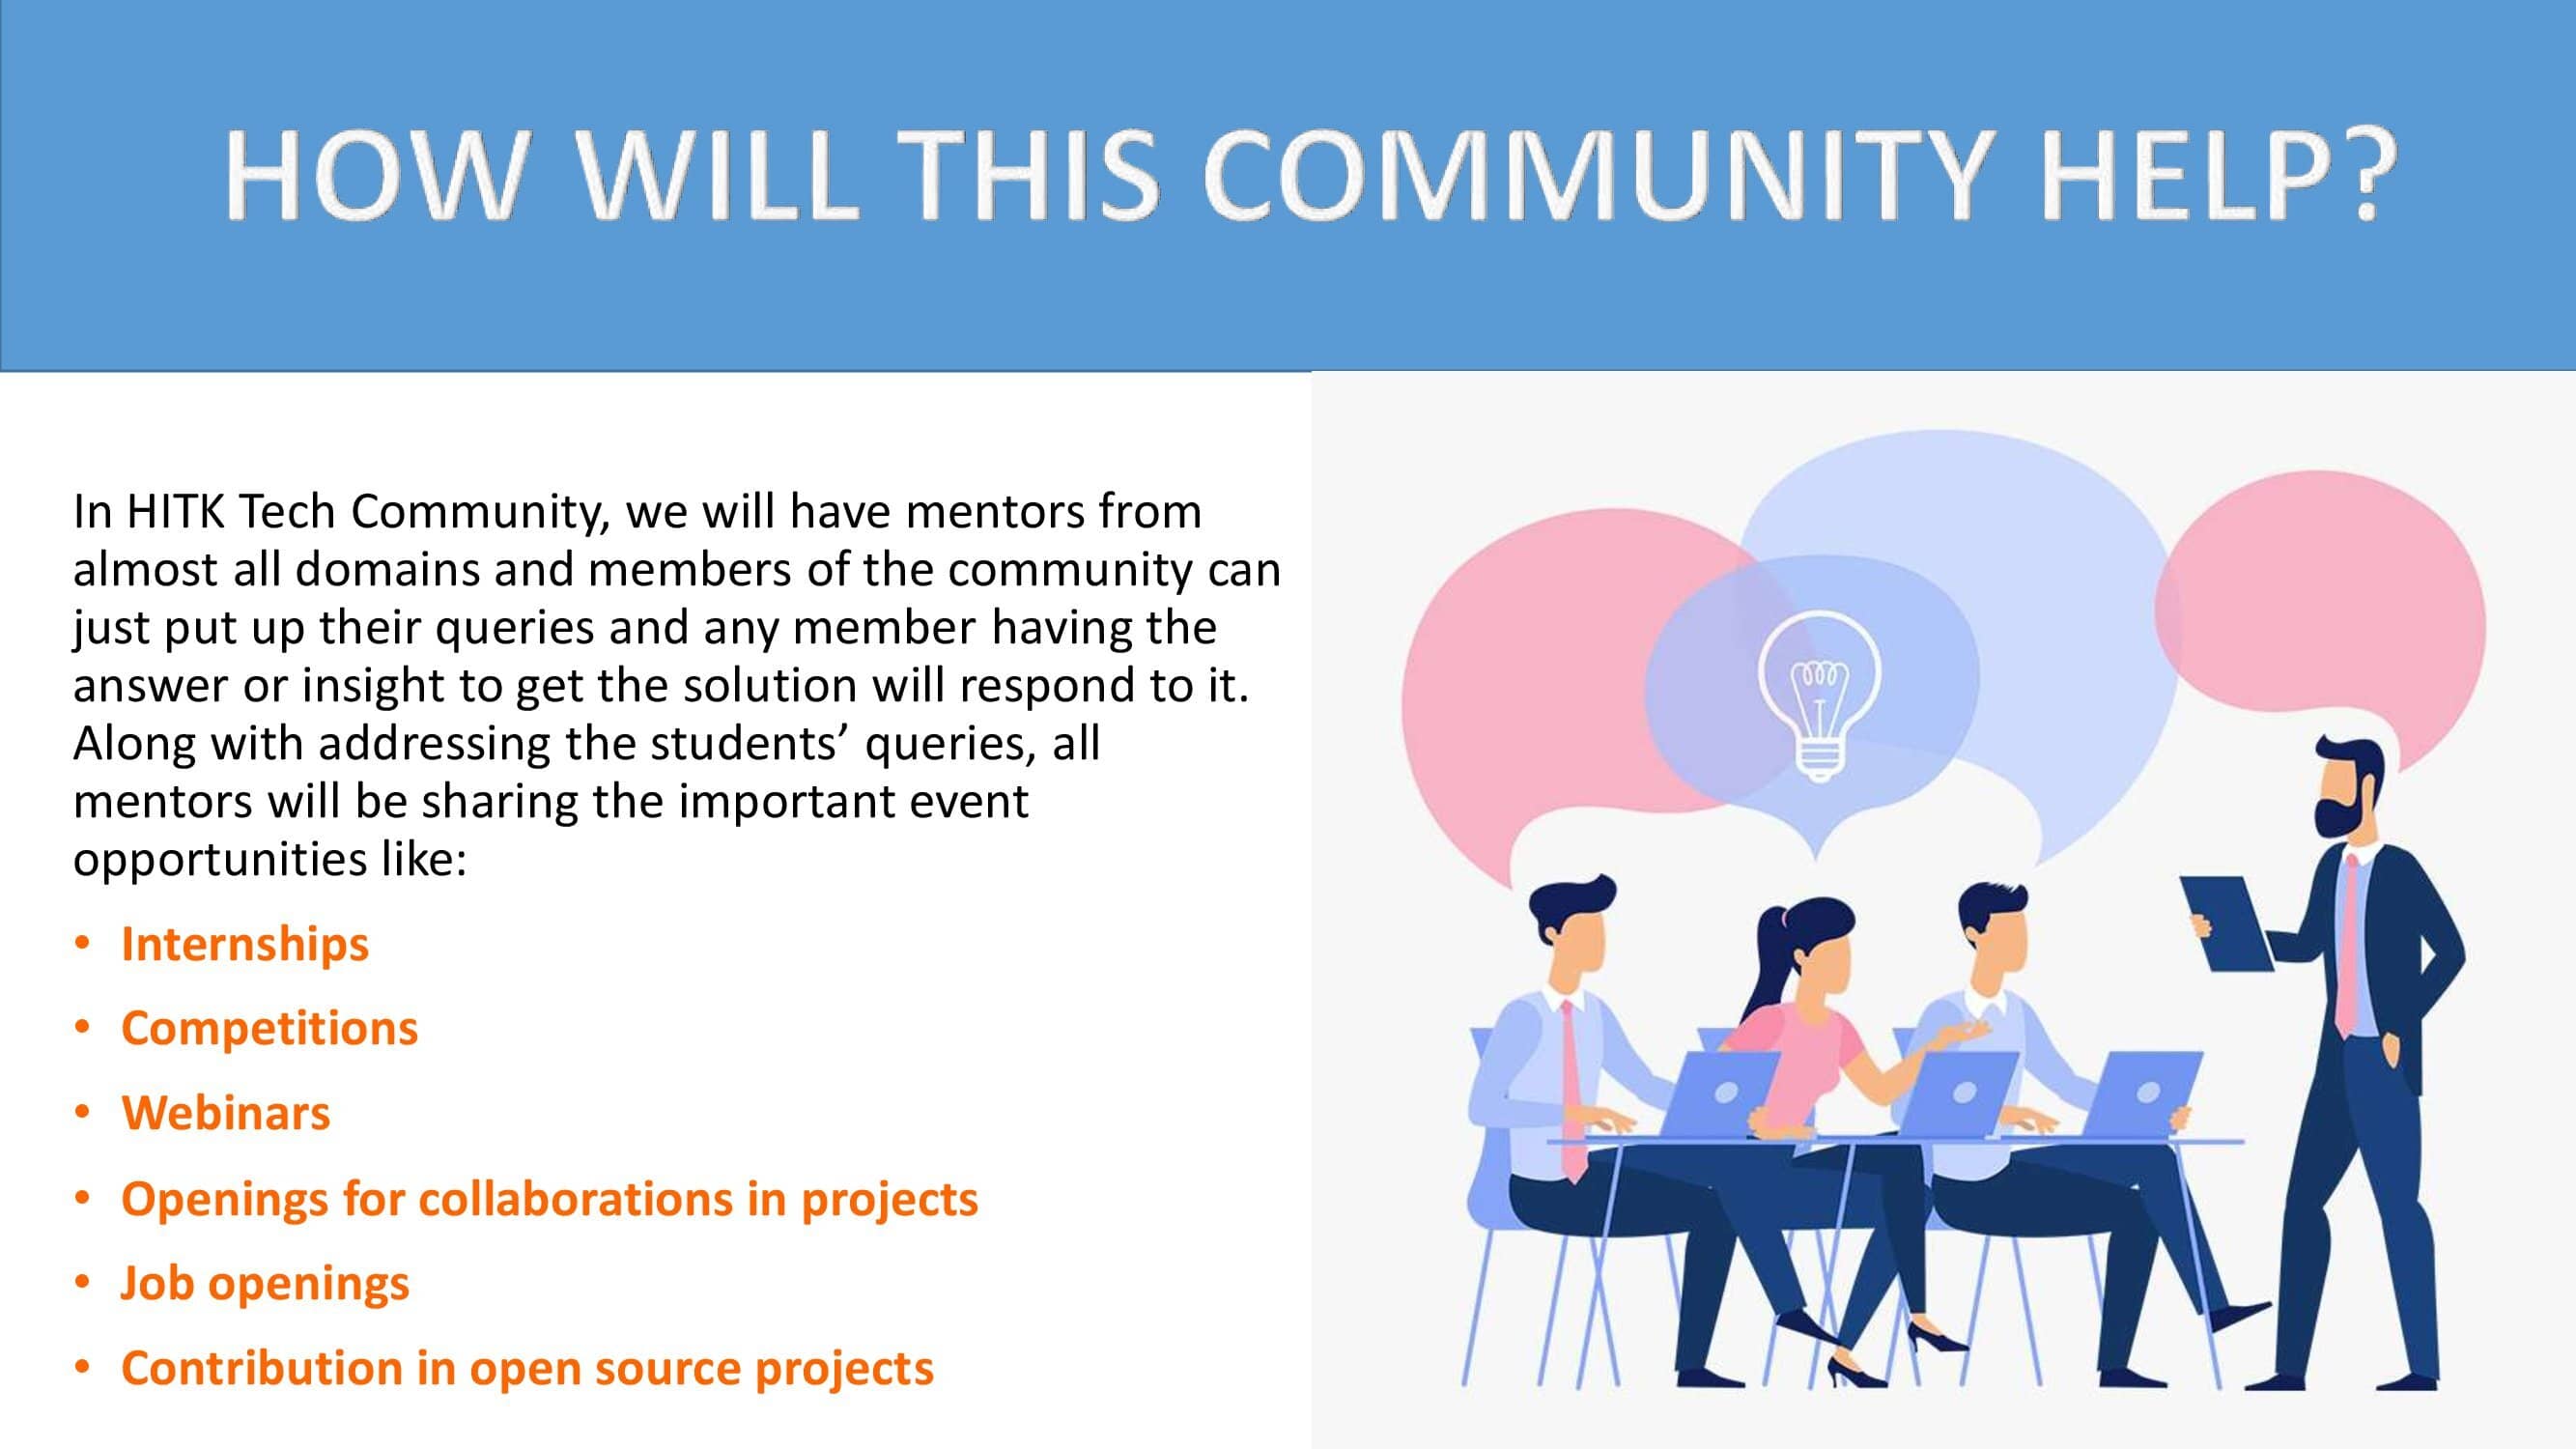 HOW WILL THIS COMMUNITY HELP?
In HITK Tech Community, we will have mentors from
almost all domains and members of the community can
just put up their queries and any member having the
answer or insight to get the solution will respond to it.
Along with addressing the students’ queries, all
mentors will be sharing the important event
opportunities like:
• Internships
• Competitions
• Webinars
• Openings for collaborations in projects
• Job openings
• Contribution in open source projects